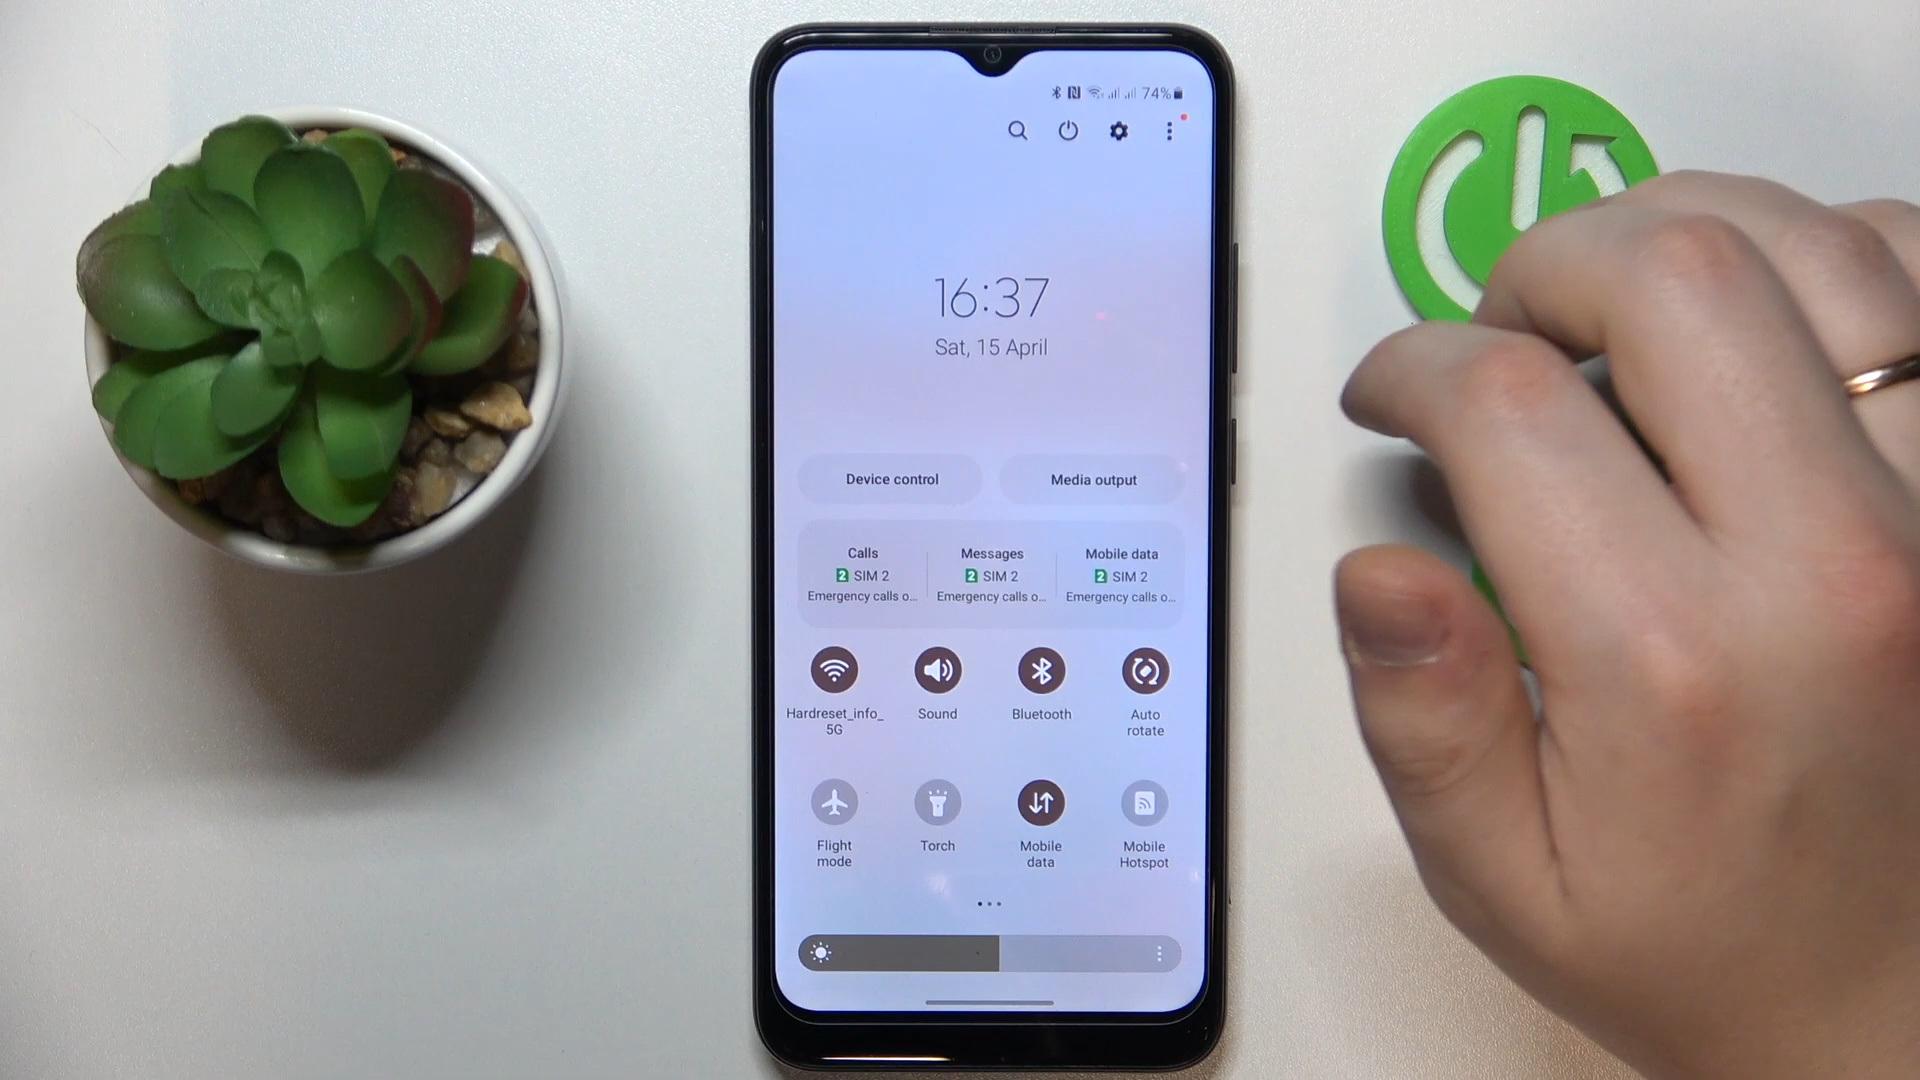 74%
16:37
Sat, 15 April
Device control
Media output
Calls
2 SIM 2
Emergency calls o...
Messages
2 SIM 2
Emergency calls o...
Mobile data
2 SIM 2
Emergency calls o...
Hardreset_info_
5G
Sound
Bluetooth
Auto
rotate
Flight
mode
Torch
Mobile
data
Mobile
Hotspot